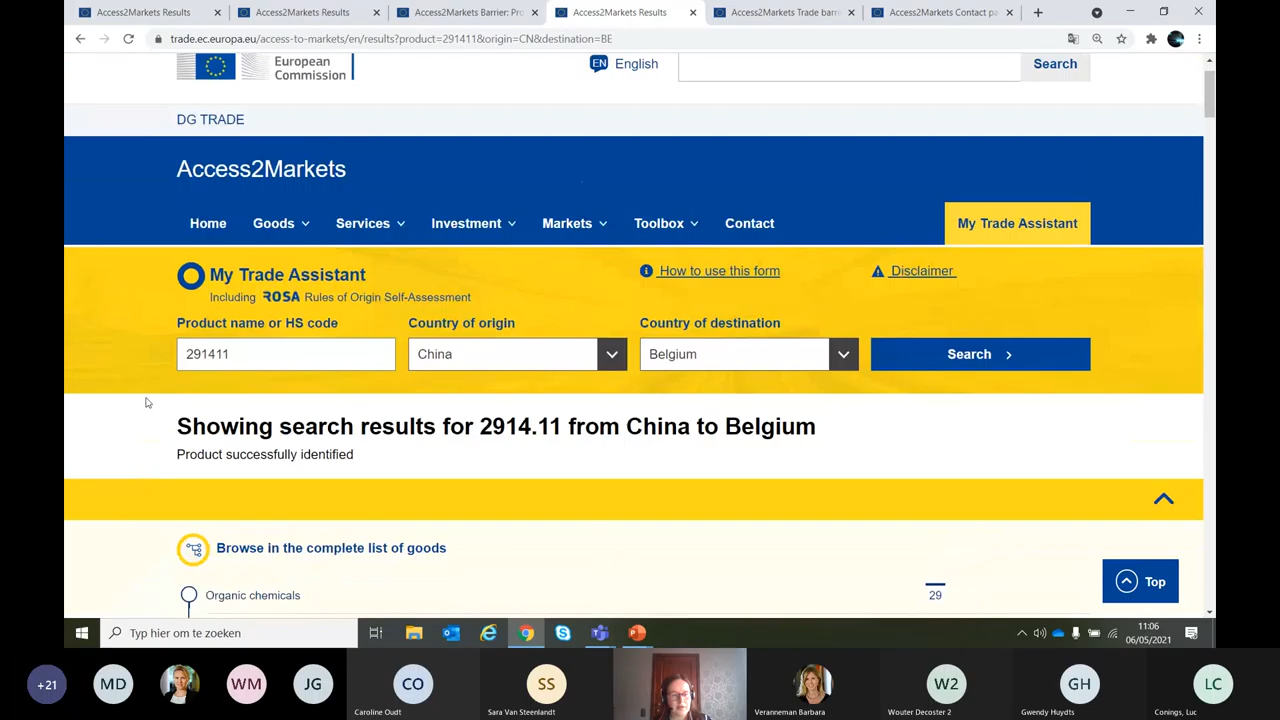 Access2Markets Results
Access2Markets Results
Access2Markets Barrier: Pro
Access2Markets Results
Access2Markets Trade barri
Access2Markets Contact pa
trade.ec.europa.eu/access-to-markets/en/results?product=291411&origin=CN&destination=BE
European
Commission
EN English
Search
DG TRADE
Access2Markets
Home Goods Services Investment Markets Toolbox Contact My Trade Assistant
My Trade Assistant
How to use this form
Disclaimer
Including ROSA Rules of Origin Self-Assessment
Product name or HS code Country of origin Country of destination
291411 China Belgium Search
Showing search results for 2914.11 from China to Belgium
Product successfully identified
Browse in the complete list of goods
Top
Organic chemicals 29
Typ hier om te zoeken
11:06
06/05/2021
+21 MD WM JG CO SS W2 GH LC
Caroline Oudt Sara Van Steenlandt Veranneman Barbara Wouter Decoster 2 Gwendy Huydts Conings, Luc